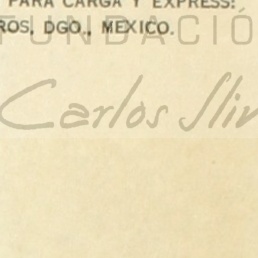 PARA CARGA Y EXPRESS:
FUNDACIÓ
ROS, DGO., MEXICO.
Carlos Sli